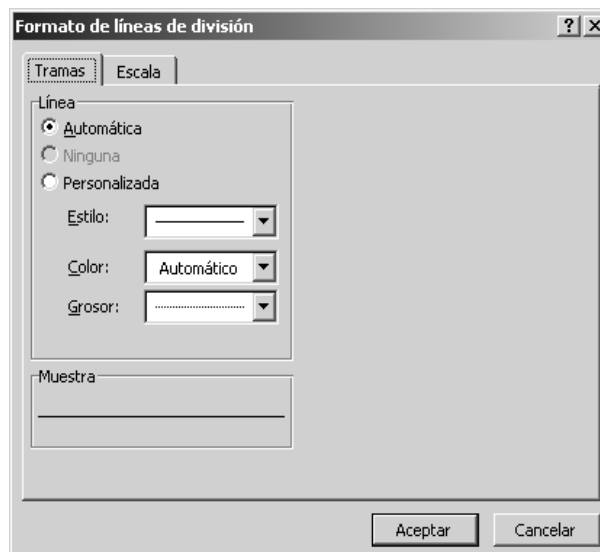 Formato de líneas de división
? X
Tramas Escala
Línea
Automática
Ninguna
Personalizada
Estilo:
Color: Automático
Grosor:
Muestra
Aceptar Cancelar